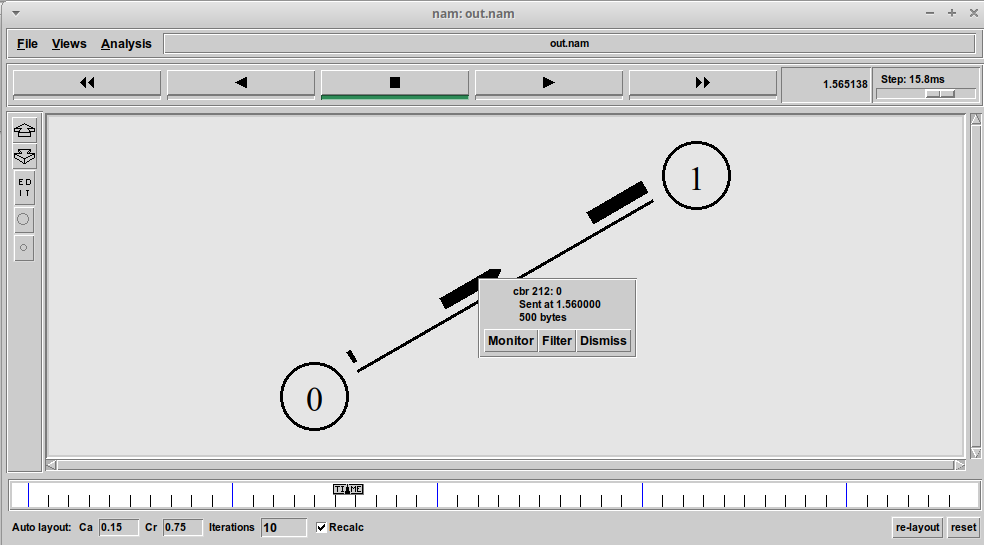 nam: out.nam
File Views Analysis out.nam
1.565138 Step: 15.8ms
ED
IT
1
cbr 212: 0
Sent at 1.560000
500 bytes
Monitor Filter Dismiss
0
TIME
Auto layout: Ca 0.15 Cr 0.75 Iterations 10 Recalc re-layout reset